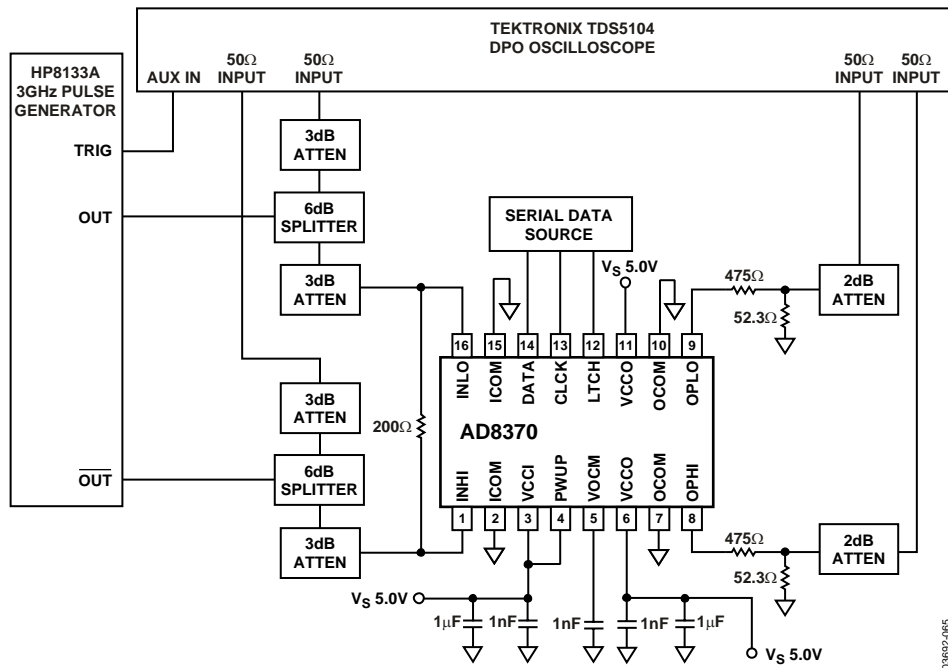 TEKTRONIX TDS5104
DPO OSCILLOSCOPE
AUX IN
50Ω
INPUT
50Ω
INPUT
50Ω
INPUT
50Ω
INPUT
HP8133A
3GHz PULSE
GENERATOR
TRIG
OUT
OUT
3dB
ATTEN
6dB
SPLITTER
3dB
ATTEN
3dB
ATTEN
6dB
SPLITTER
3dB
ATTEN
200Ω
SERIAL DATA
SOURCE
VS 5.0V
475Ω
52.3Ω
2dB
ATTEN
16 15 14 13 12 11 10 9
INLO ICOM DATA CLCK LTCH VCCO OCOM OPLO
AD8370
INHI ICOM VCCI PWUP VOCM VCCO OCOM OPHI
1 2 3 4 5 6 7 8
475Ω
52.3Ω
2dB
ATTEN
VS 5.0V
1μF 1nF 1nF 1nF 1μF
VS 5.0V
03692-065